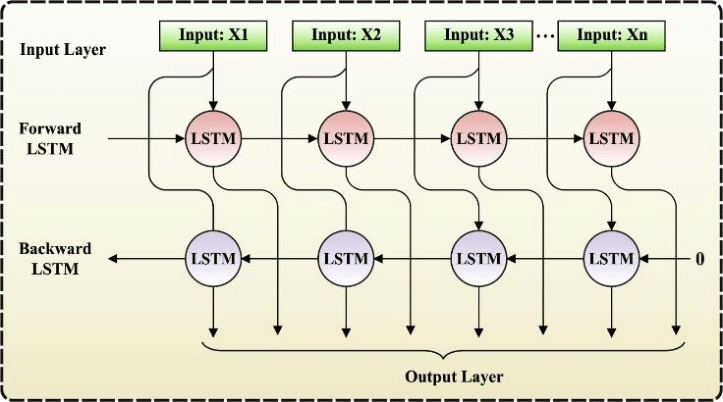 Input Layer
Input: X1
Input: X2
Input: X3
...
Input: Xn
Forward
LSTM
LSTM
LSTM
LSTM
LSTM
Backward
LSTM
LSTM
LSTM
LSTM
LSTM
0
Output Layer